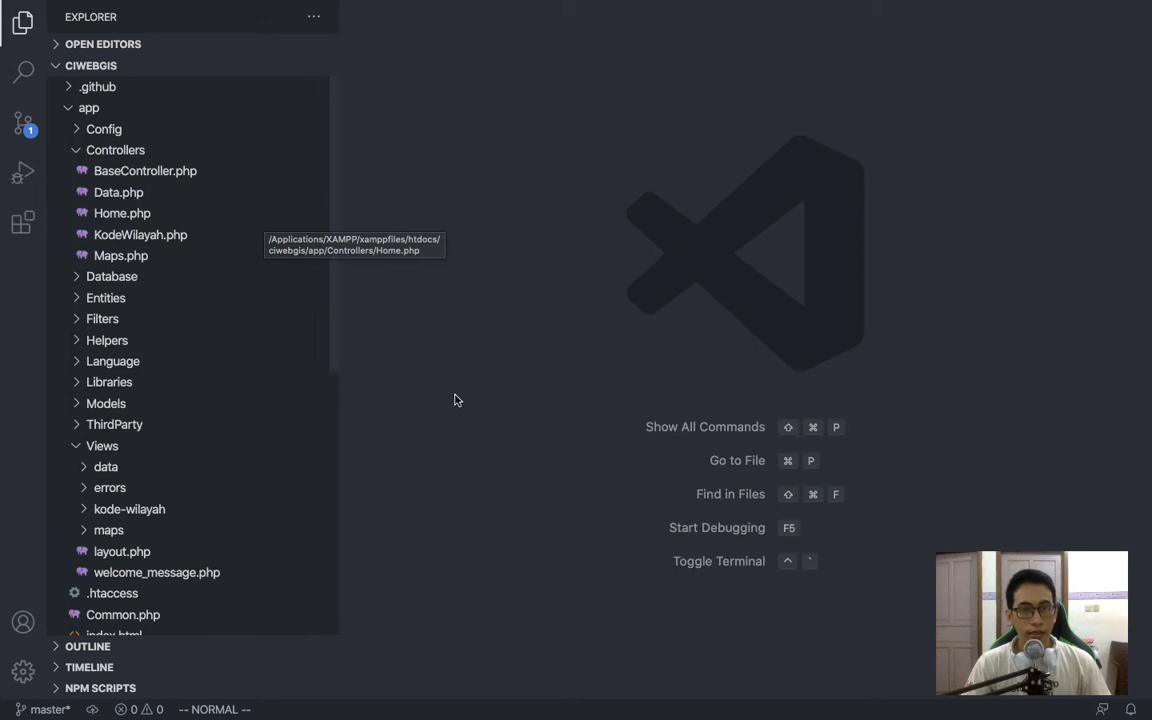 EXPLORER
OPEN EDITORS
CIWEBGIS
.github
app
Config
Controllers
BaseController.php
Data.php
Home.php
KodeWilayah.php
Maps.php
/Applications/XAMPP/xamppfiles/htdocs/
ciwebgis/app/Controllers/Home.php
Database
Entities
Filters
Helpers
Language
Libraries
Models
ThirdParty
Views
data
errors
kode-wilayah
maps
layout.php
welcome_message.php
.htaccess
Common.php
index.html
OUTLINE
TIMELINE
NPM SCRIPTS
Show All Commands ⇧ ⌘ P
Go to File ⌘ P
Find in Files ⇧ ⌘ F
Start Debugging F5
Toggle Terminal ^ `
1
master* 0 0 -- NORMAL --